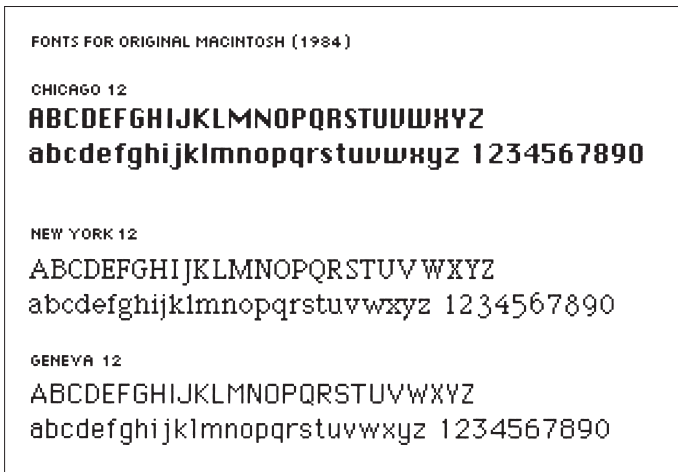 FONTS FOR ORIGINAL MACINTOSH (1984)
CHICAGO 12
ABCDEFGHIJKLMNOPQRSTUVWXYZ
abcdefghijklmnopqrstuvwxyz 1234567890
NEW YORK 12
ABCDEFGHIJKLMNOPQRSTUVWXYZ
abcdefghijklmnopqrstuvwxyz 1234567890
GENEVA 12
ABCDEFGHIJKLMNOPQRSTUVWXYZ
abcdefghijklmnopqrstuvwxyz 1234567890